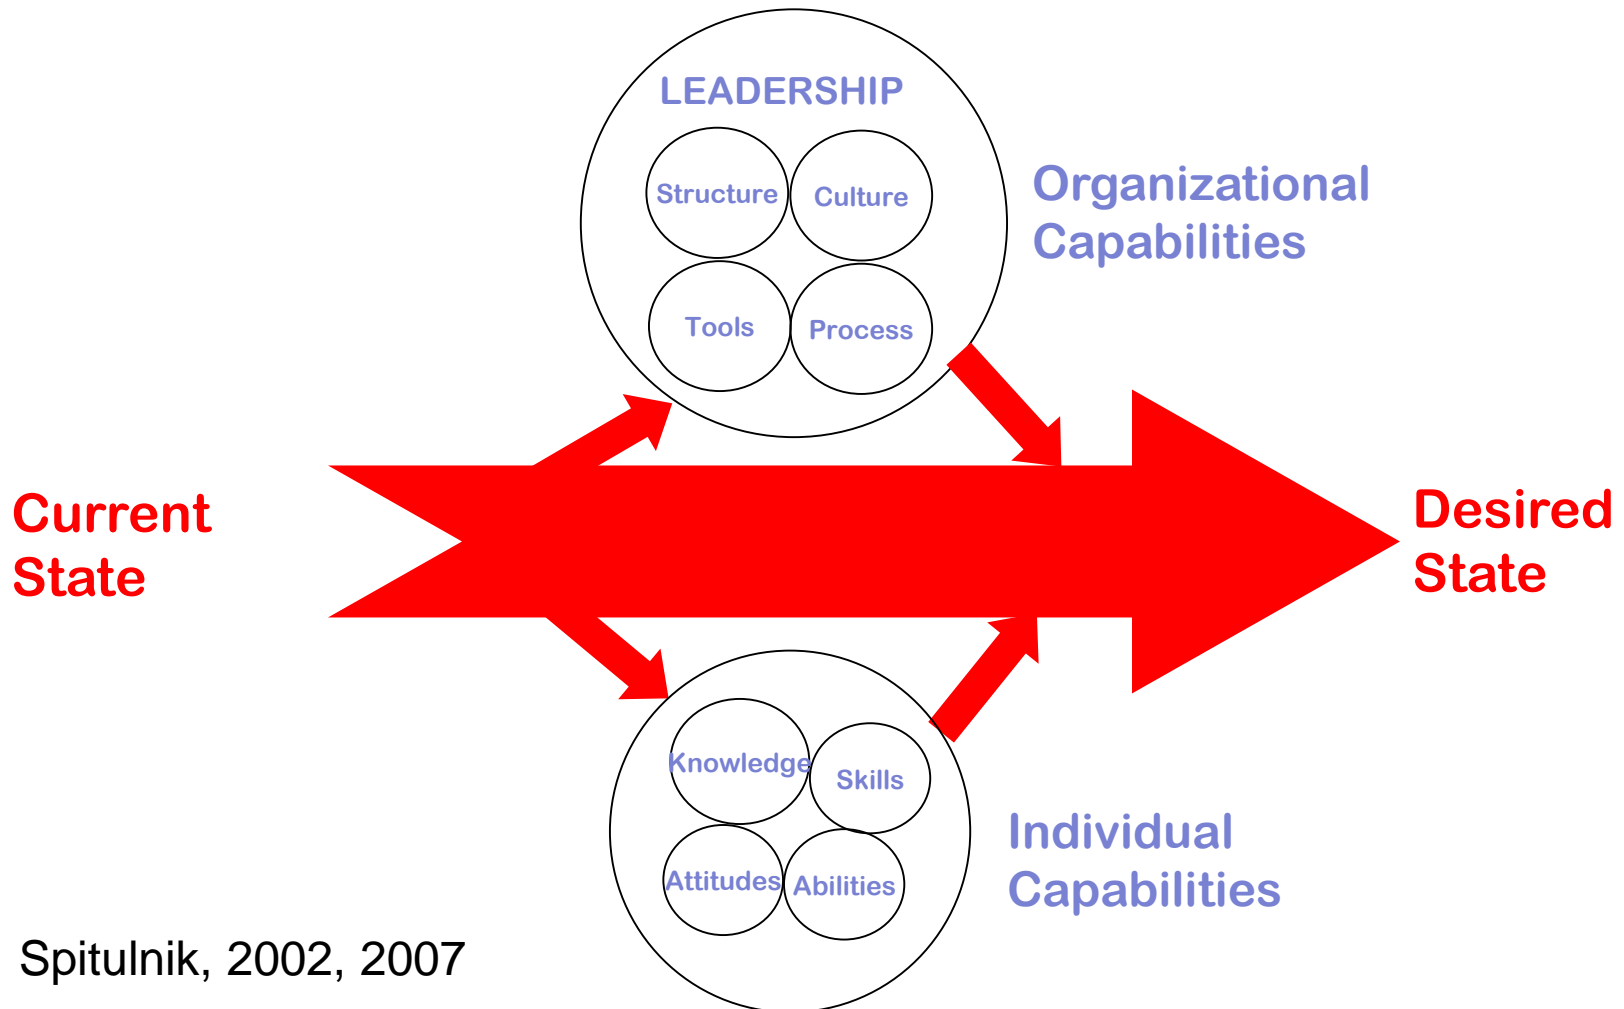 LEADERSHIP
Structure
Culture
Tools
Process
Organizational
Capabilities
Current
State
Desired
State
Knowledge
Skills
Attitudes
Abilities
Individual
Capabilities
Spitulnik, 2002, 2007